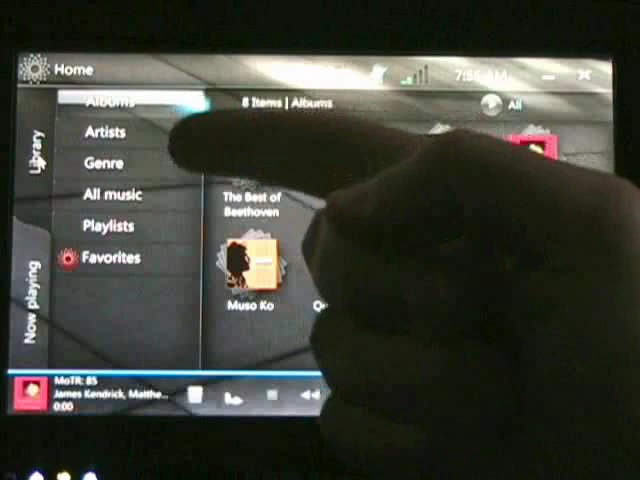 Home
7:55 AM
Albums
8 Items | Albums
All
Artists
Library
Genre
All music
The Best of
Beethoven
Playlists
Favorites
Now playing
Muso Ko
MoTR: 85
James Kendrick, Matthe...
0:00